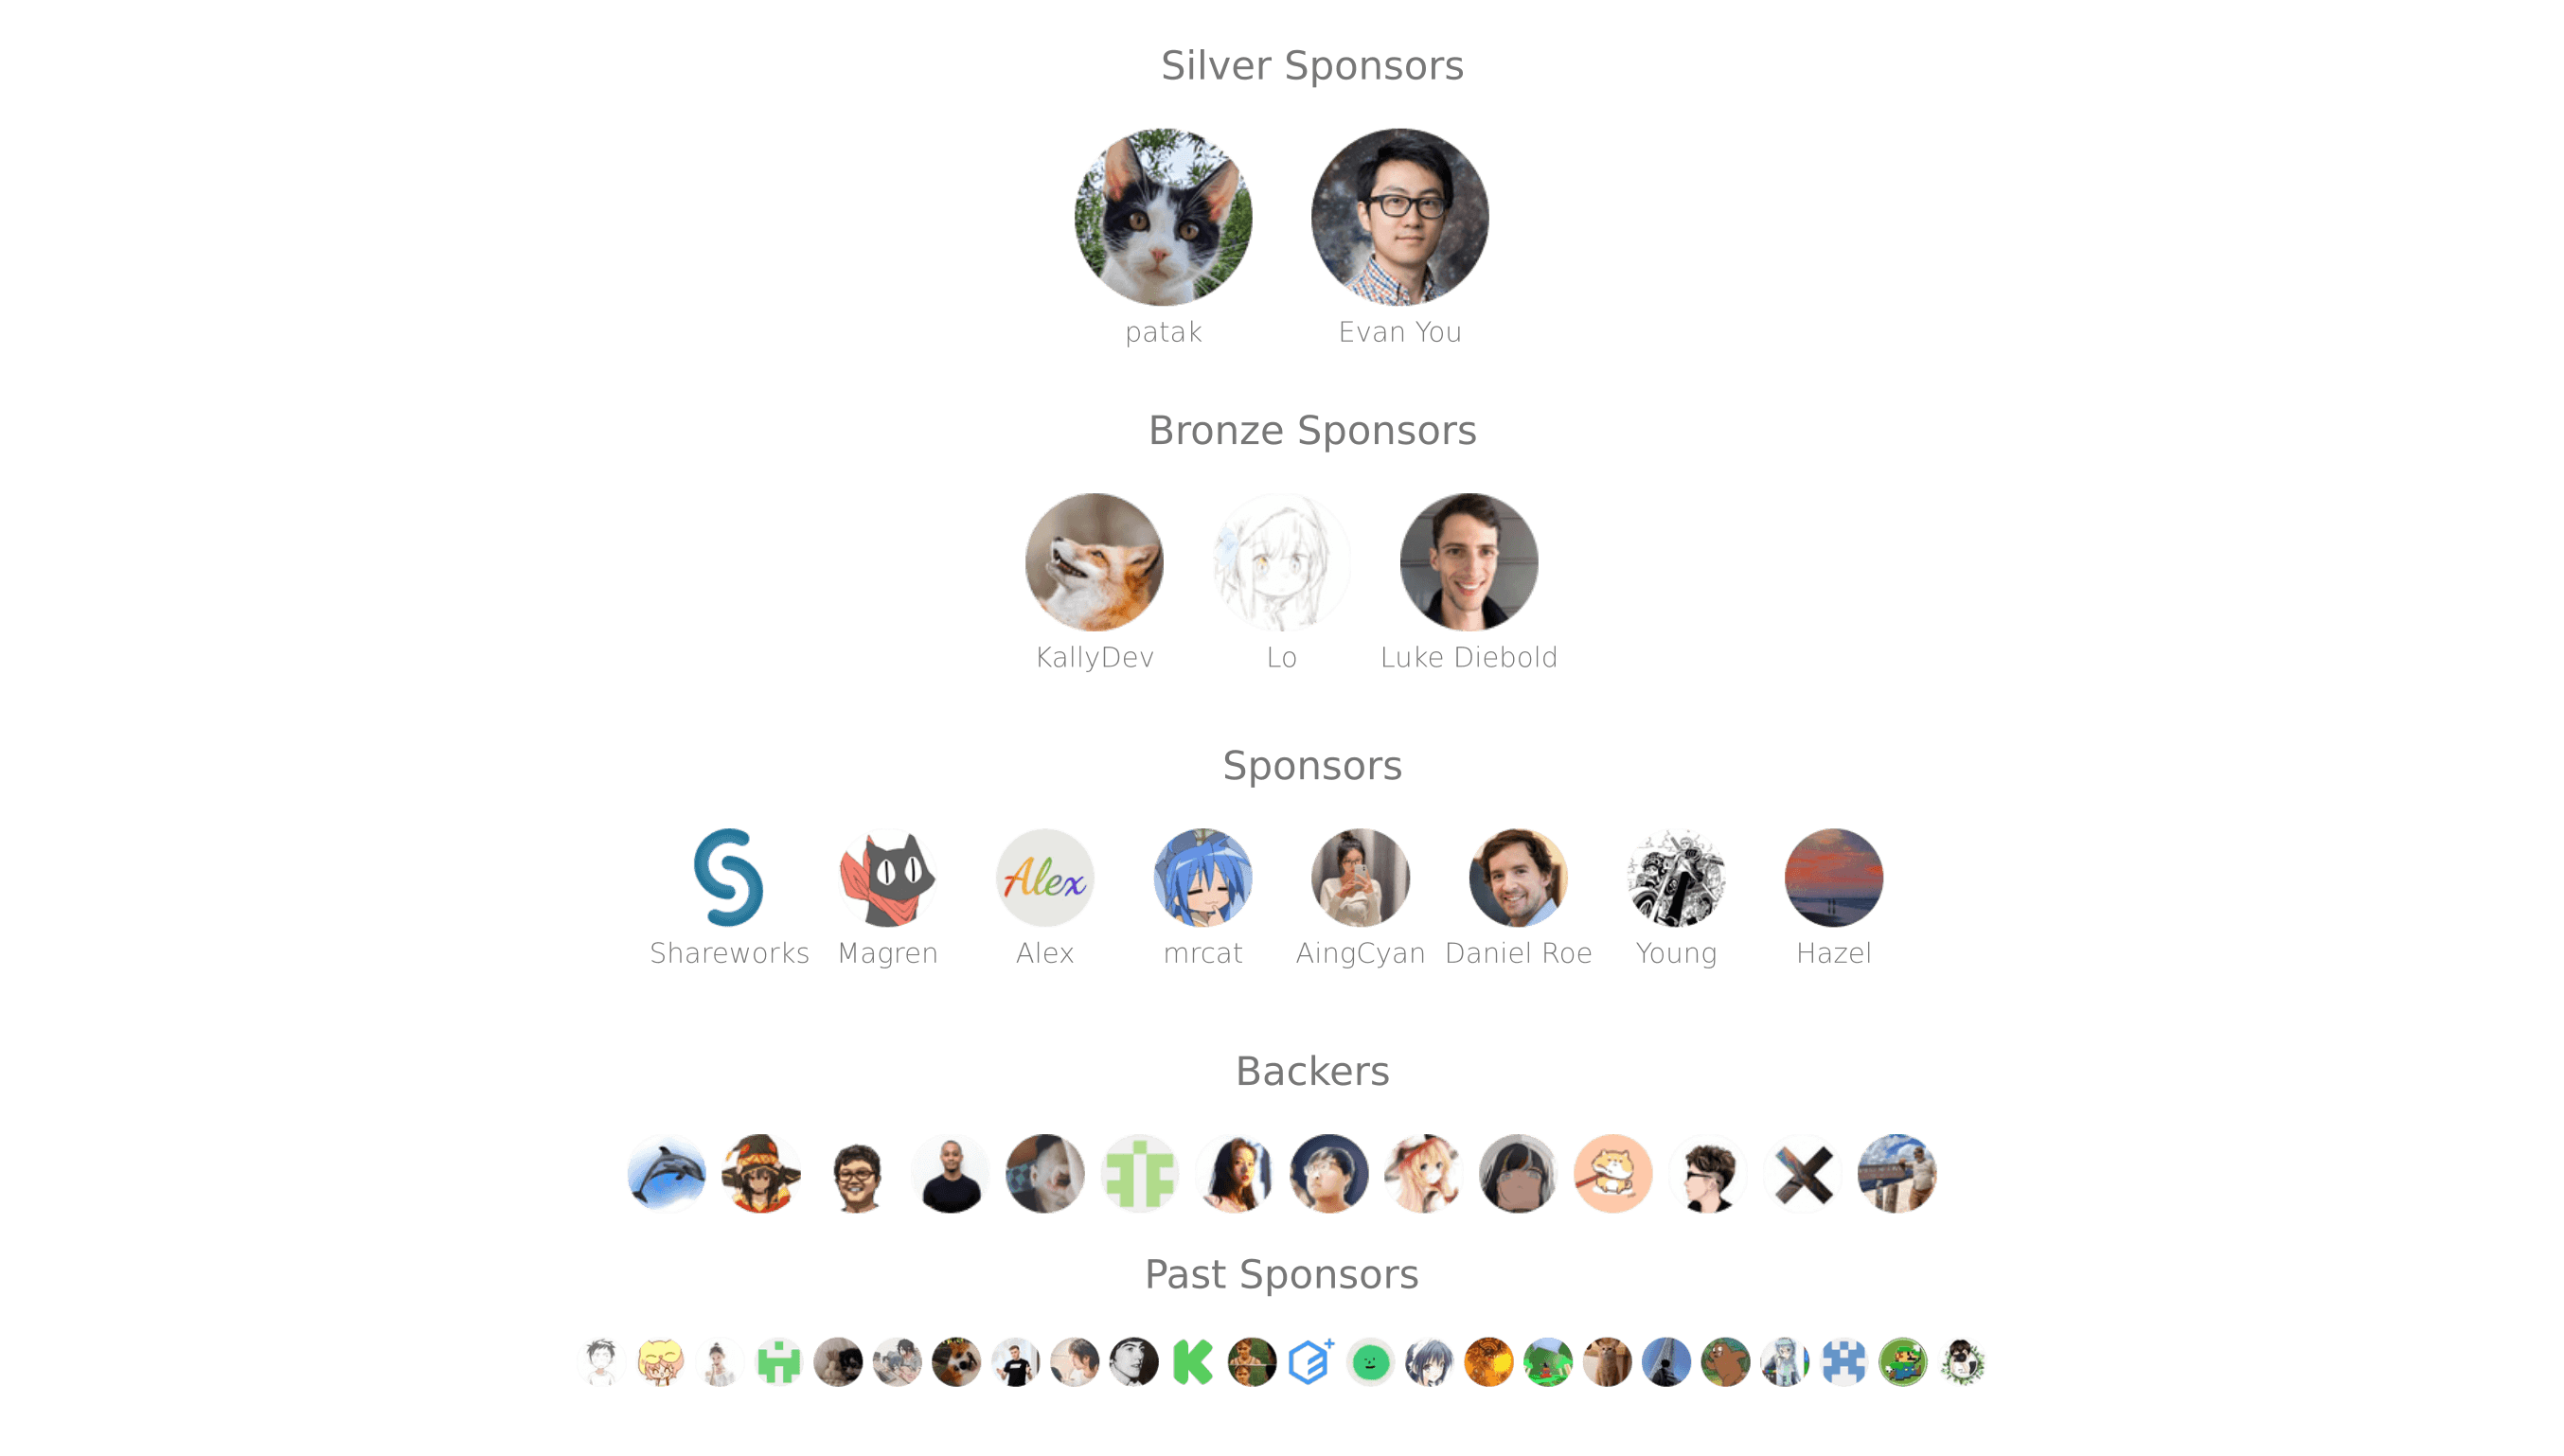 Silver Sponsors
patak Evan You
Bronze Sponsors
KallyDev Lo Luke Diebold
Sponsors
Alex
Shareworks Magren Alex mrcat AingCyan Daniel Roe Young Hazel
Backers
Past Sponsors